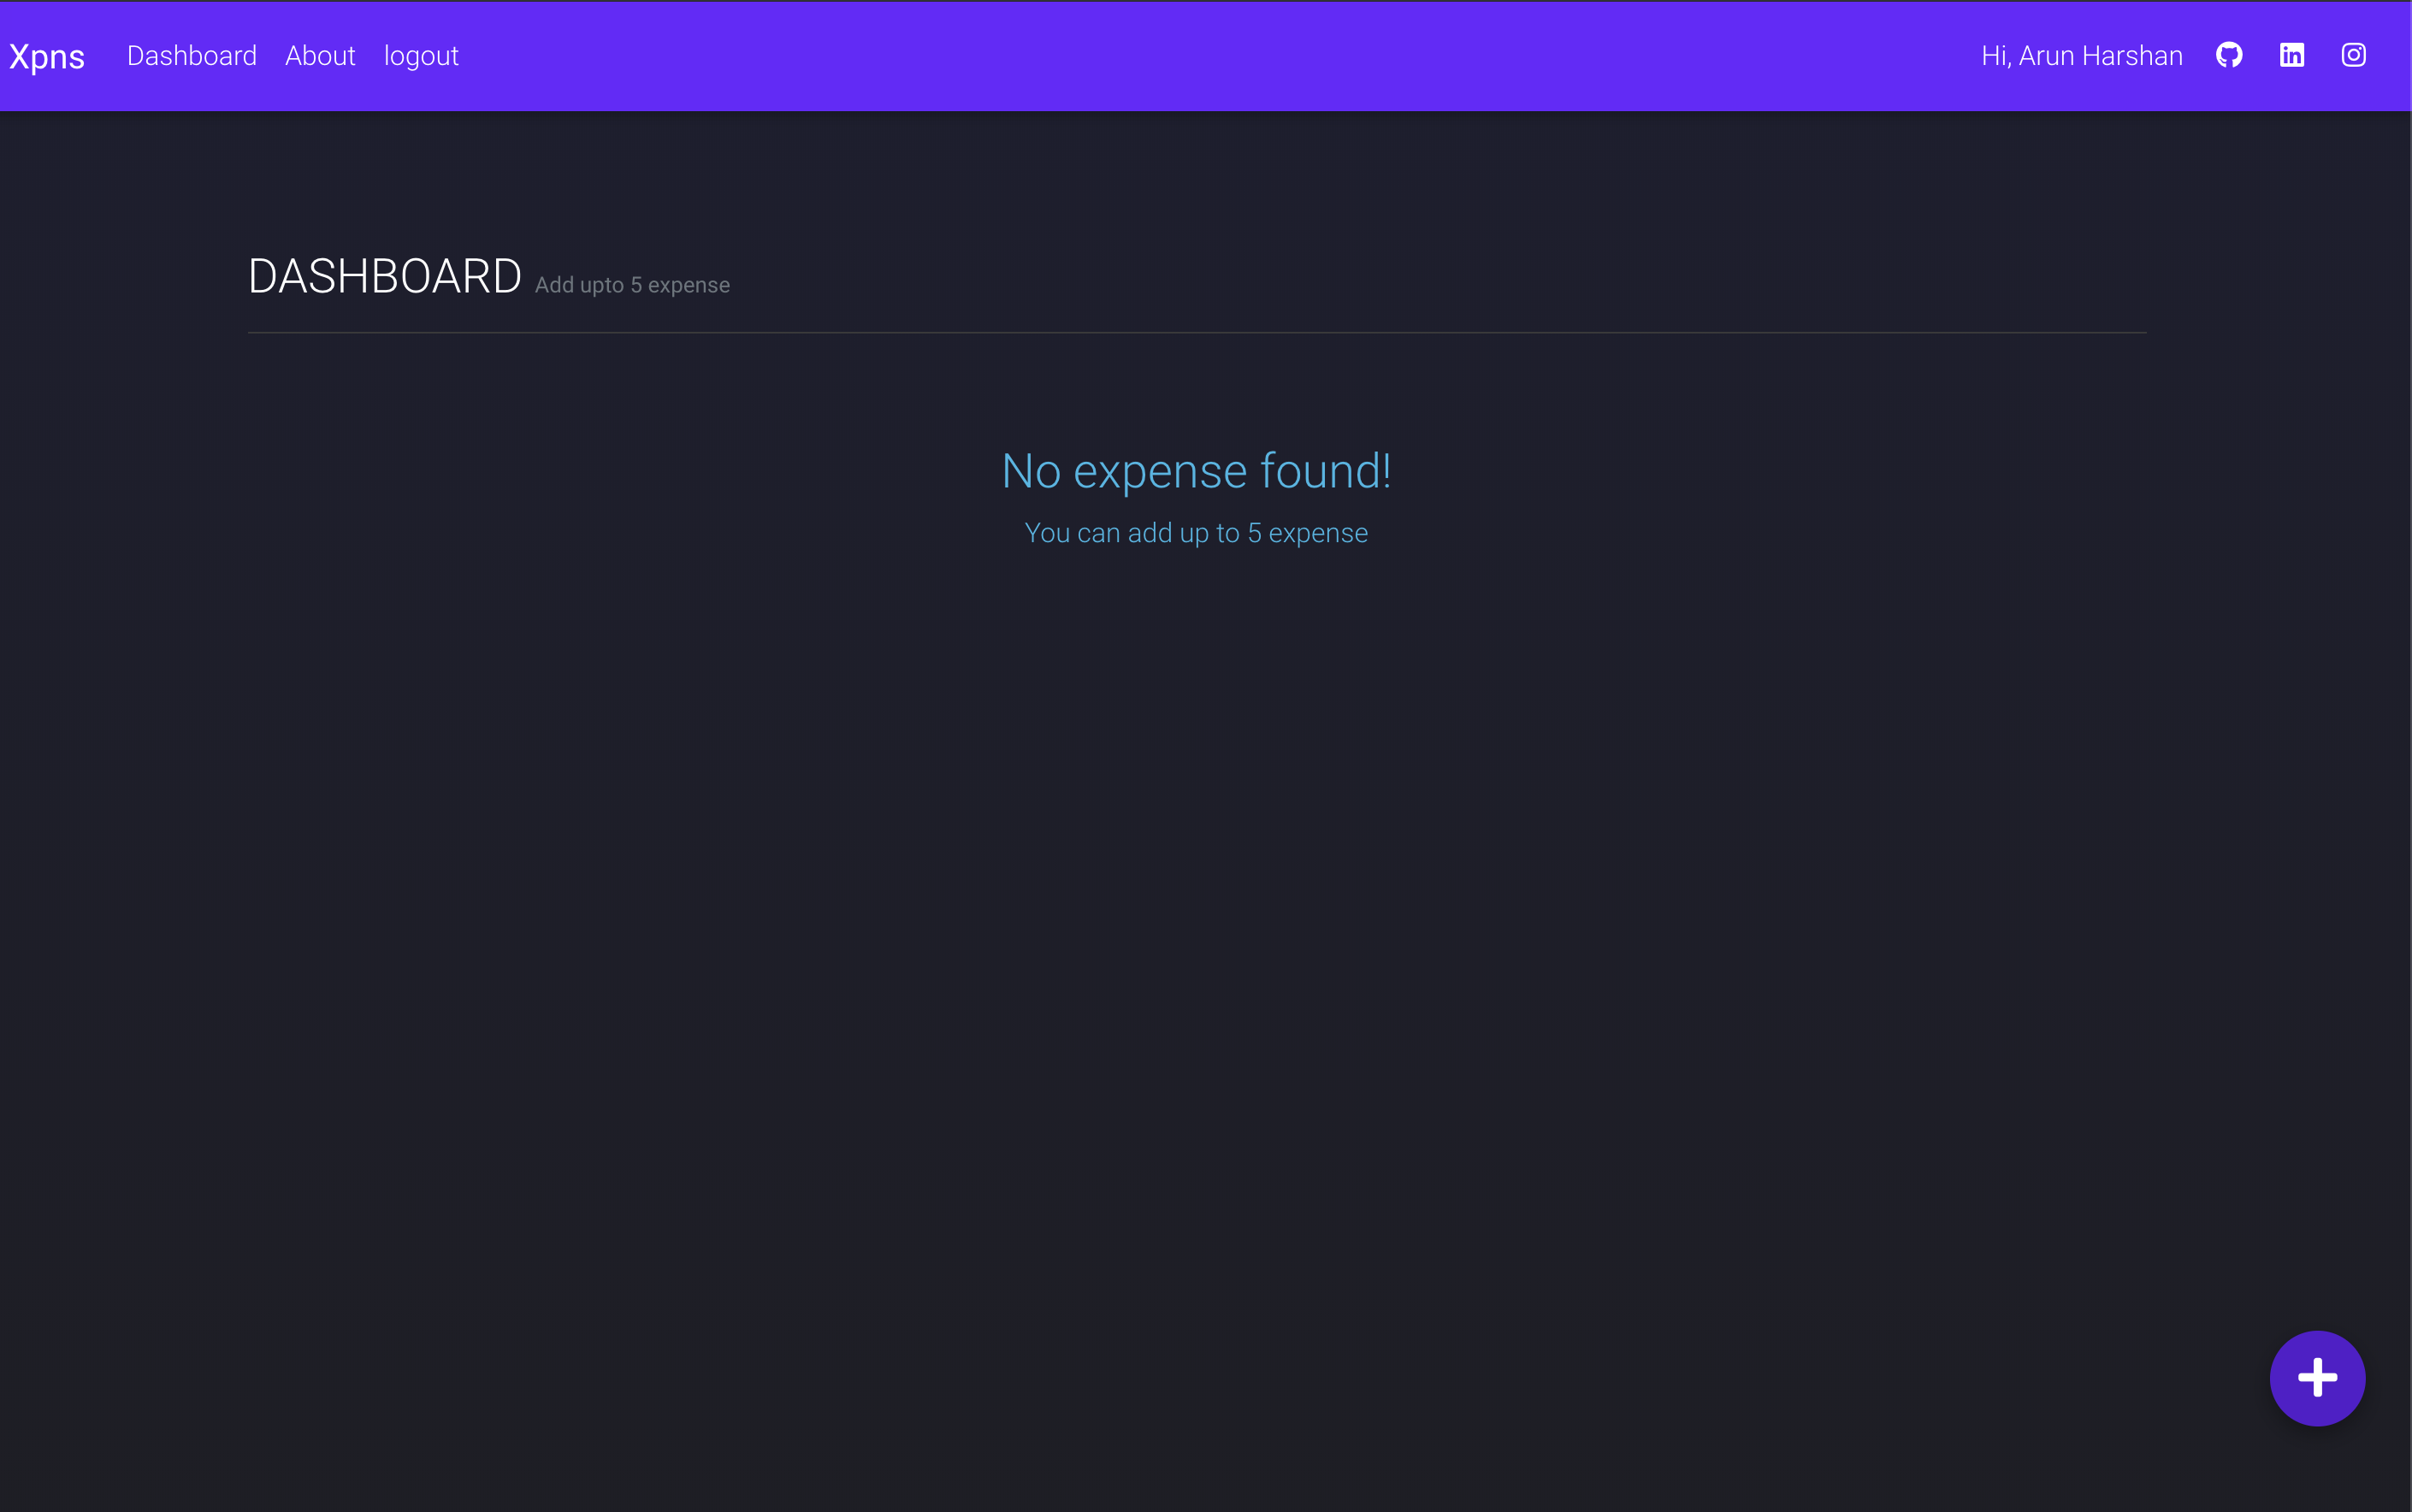 Xpns Dashboard About logout Hi, Arun Harshan
DASHBOARD Add upto 5 expense
No expense found!
You can add up to 5 expense